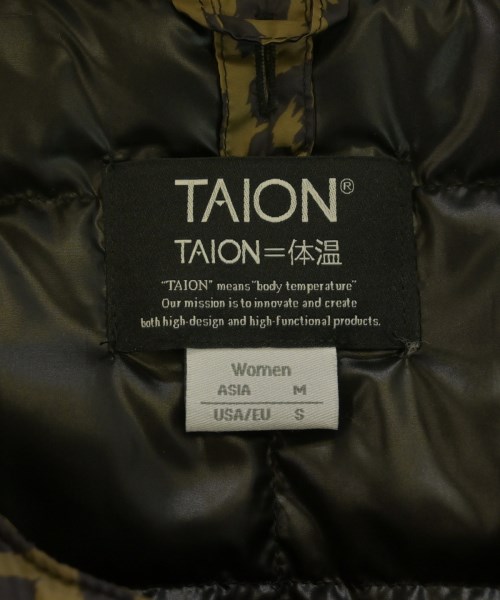 TAION®
TAION=体温
"TAION" means "body temperature"
Our mission is to innovate and create
both high-design and high-functional products.
Women
ASIA M
USA/EU S